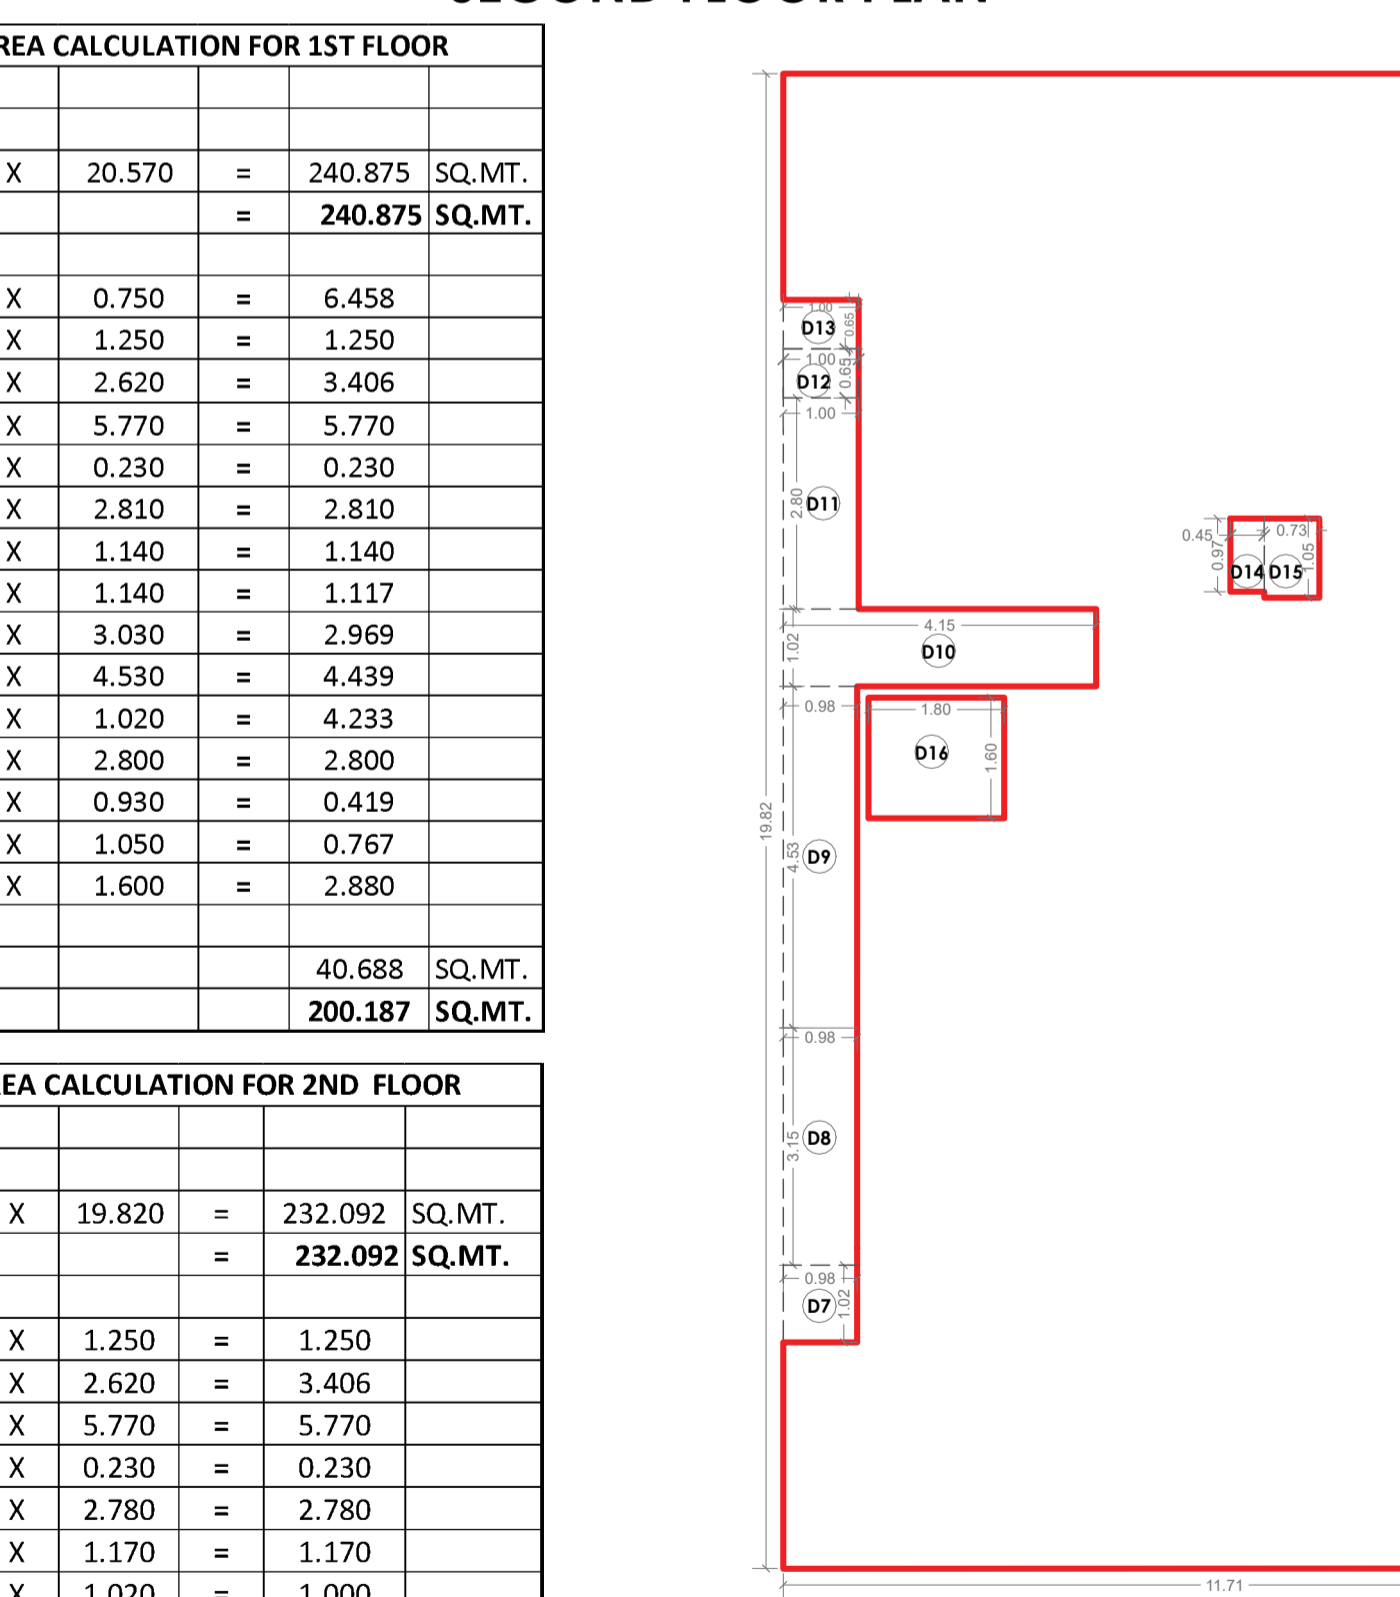 REA CALCULATION FOR 1ST FLOOR
X 20.570 = 240.875 SQ.MT.
= 240.875 SQ.MT.
X 0.750 = 6.458
X 1.250 = 1.250
X 2.620 = 3.406
X 5.770 = 5.770
X 0.230 = 0.230
X 2.810 = 2.810
X 1.140 = 1.140
X 1.140 = 1.117
X 3.030 = 2.969
X 4.530 = 4.439
X 1.020 = 4.233
X 2.800 = 2.800
X 0.930 = 0.419
X 1.050 = 0.767
X 1.600 = 2.880
40.688 SQ.MT.
200.187 SQ.MT.
EA CALCULATION FOR 2ND FLOOR
X 19.820 = 232.092 SQ.MT.
= 232.092 SQ.MT.
X 1.250 = 1.250
X 2.620 = 3.406
X 5.770 = 5.770
X 0.230 = 0.230
X 2.780 = 2.780
X 1.170 = 1.170
X 1.020 = 1.000
SECOND FLOOR PLAN
1.00
D13
0.65
1.00
D12
0.65
1.00
2.80
D11
0.45
0.73
0.97
D14
D15
1.05
4.15
1.02
D10
0.98
1.80
D16
1.60
19.82
4.53
D9
0.98
3.15
D8
0.98
D7
1.02
11.71